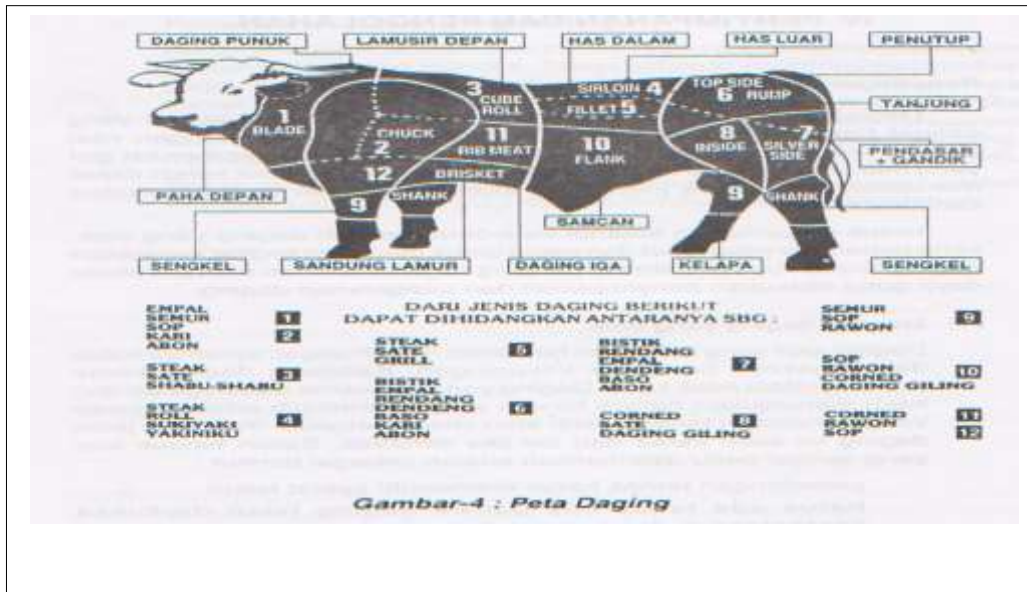 DAGING PUNUK
LAMUSIR DEPAN
HAS DALAM
HAS LUAR
PENUTUP
3
CUBE
ROLL
SIRLOIN 4
FILLET 5
TOP SIDE
6 RUMP
TANJUNG
1
BLADE
CHUCK
2
11
RIB MEAT
10
FLANK
8
INSIDE
7
SILVER
SIDE
PENDASAR
+ GANDIK
12
BRISKET
PAHA DEPAN
9
SHANK
9
SHANK
SAMCAN
SENGKEL
SANDUNG LAMUR
DAGING IGA
KELAPA
SENGKEL
DARI JENIS DAGING BERIKUT
DAPAT DIHIDANGKAN ANTARANYA SBG :
EMPAL
SEMUR 1
SOP
KARI 2
ABON
STEAK
SATE 3
SHABU-SHABU
STEAK
ROLL 4
SUKIYAKI
YAKINIKU
STEAK
SATE 5
GRILL
BISTIK
EMPAL
RENDANG
DENDENG 6
BASO
KARI
ABON
BISTIK
RENDANG
EMPAL 7
DENDENG
BASO
ABON
CORNED 8
SATE
DAGING GILING
SEMUR
SOP 9
RAWON
SOP
RAWON 10
CORNED
DAGING GILING
CORNED 11
RAWON
SOP 12
Gambar-4 : Peta Daging